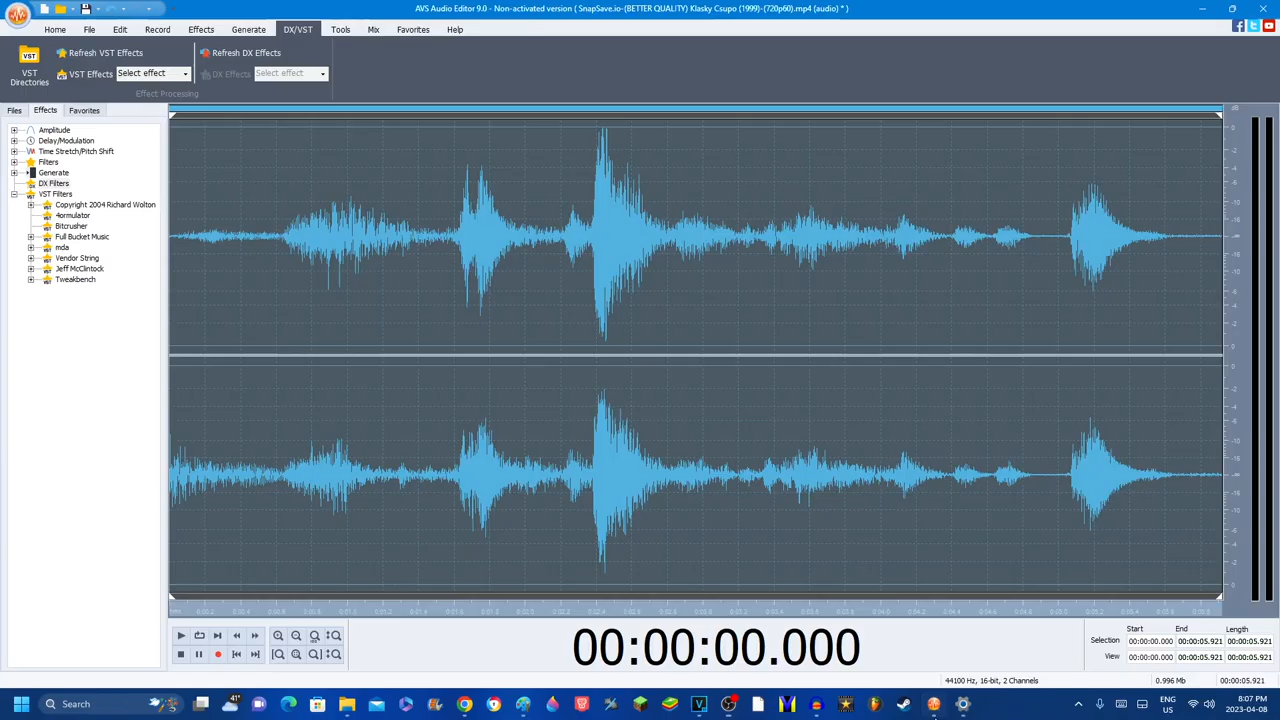 AVS Audio Editor 9.0 - Non-activated version ( SnapSave.io-(BETTER QUALITY) Klasky Csupo (1999)-(720p60).mp4 (audio) * )
Home File Edit Record Effects Generate DX/VST Tools Mix Favorites Help
VST
VST
Directories
Refresh VST Effects
VST Effects Select effect
Refresh DX Effects
DX Effects Select effect
Effect Processing
Files Effects Favorites
Amplitude
Delay/Modulation
Time Stretch/Pitch Shift
Filters
Generate
DX Filters
VST Filters
Copyright 2004 Richard Wolton
4ormulator
Bitcrusher
Full Bucket Music
mda
Vendor String
Jeff McClintock
Tweakbench
dB
00:00:00.000
Start End Length
Selection 00:00:00.000 00:00:05.921 00:00:05.921
View 00:00:00.000 00:00:05.921 00:00:05.921
44100 Hz, 16-bit, 2 Channels 0.996 Mb 00:00:05.921
Search
41°
ENG
US
8:07 PM
2023-04-08